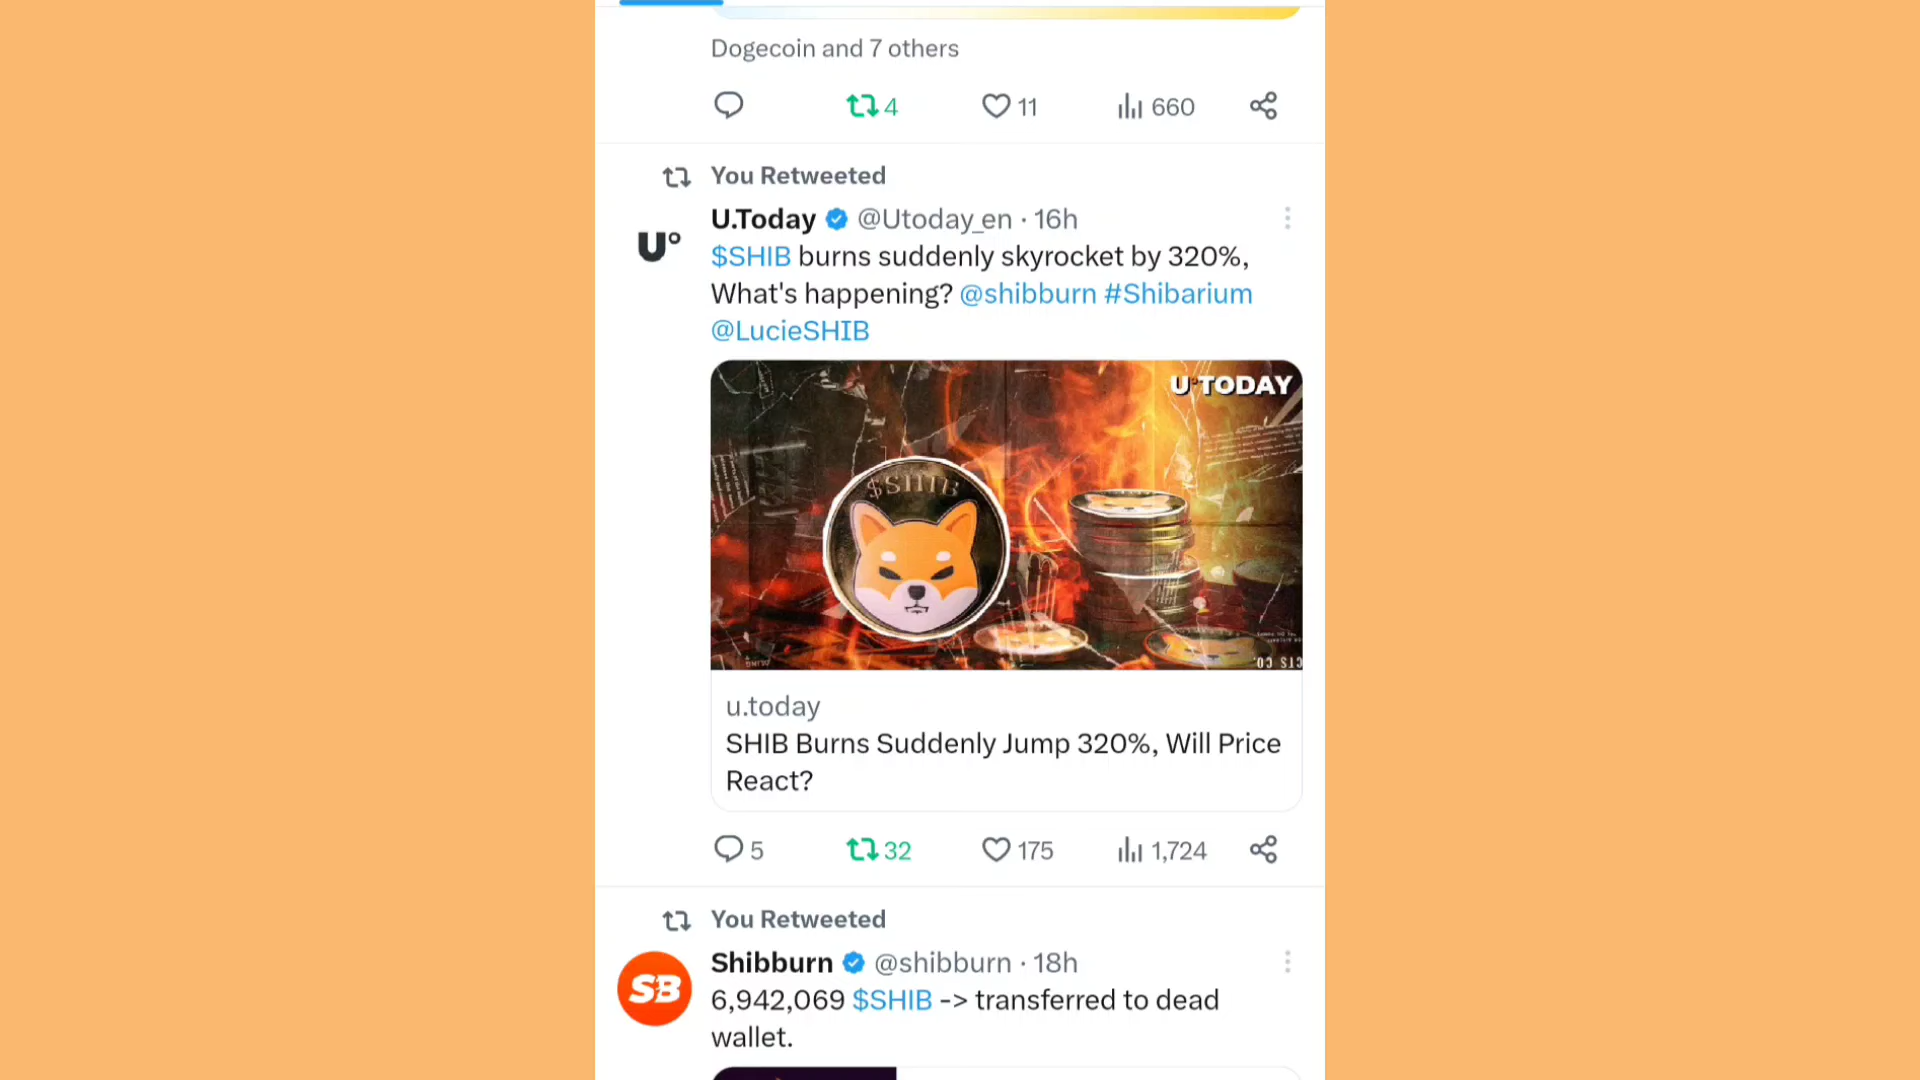 Dogecoin and 7 others
4 11 660
You Retweeted
U.Today @Utoday_en · 16h
$SHIB burns suddenly skyrocket by 320%,
What's happening? @shibburn #Shibarium
@LucieSHIB
U°
U°TODAY
$SHIB
u.today
SHIB Burns Suddenly Jump 320%, Will Price
React?
5 32 175 1,724
You Retweeted
Shibburn @shibburn · 18h
SB
6,942,069 $SHIB -> transferred to dead
wallet.